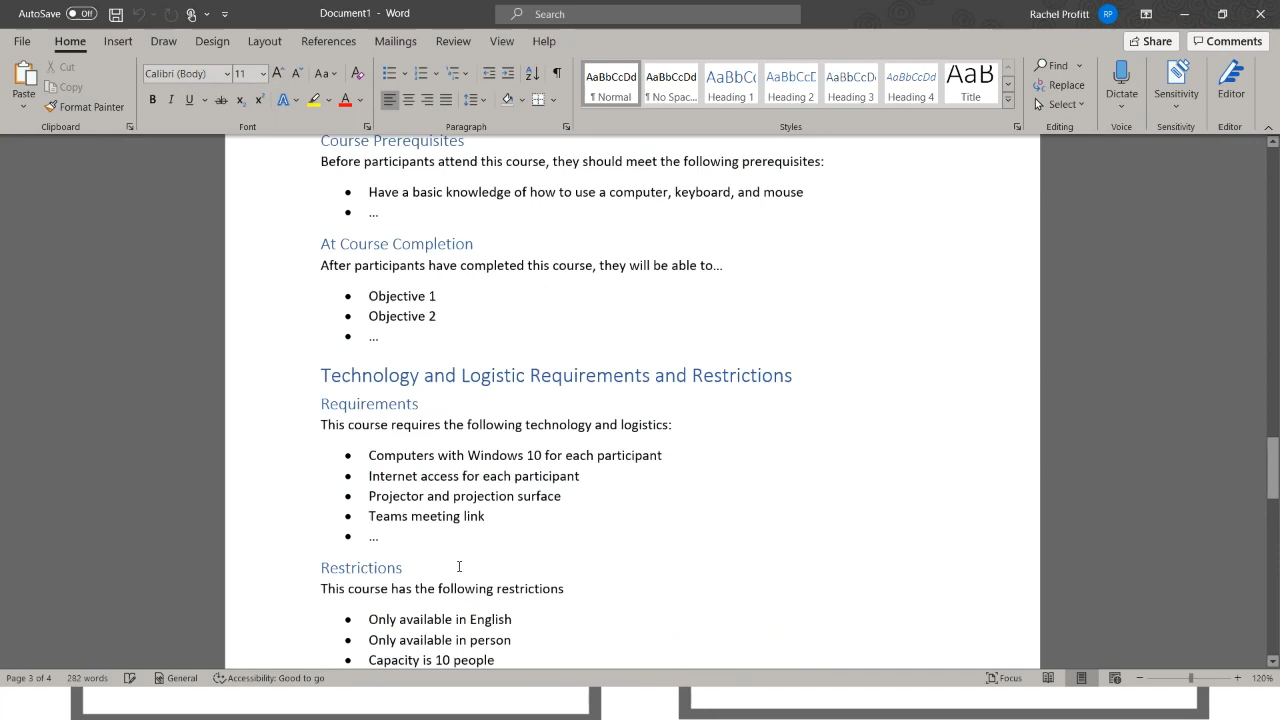 AutoSave Off Document1 - Word Search Rachel Profitt RP
File Home Insert Draw Design Layout References Mailings Review View Help Share Comments
Paste Cut Copy Format Painter
Calibri (Body) 11
AaBbCcDd AaBbCcDd AaBbCc AaBbCcE AaBbCcD AaBbCcDd AaB
¶ Normal ¶ No Spac... Heading 1 Heading 2 Heading 3 Heading 4 Title
Find Replace Select Dictate Sensitivity Editor
Clipboard Font Paragraph Styles Editing Voice Sensitivity Editor
Course Prerequisites
Before participants attend this course, they should meet the following prerequisites:
• Have a basic knowledge of how to use a computer, keyboard, and mouse
• ...
At Course Completion
After participants have completed this course, they will be able to...
• Objective 1
• Objective 2
• ...
Technology and Logistic Requirements and Restrictions
Requirements
This course requires the following technology and logistics:
• Computers with Windows 10 for each participant
• Internet access for each participant
• Projector and projection surface
• Teams meeting link
• ...
Restrictions
This course has the following restrictions
• Only available in English
• Only available in person
• Capacity is 10 people
Page 3 of 4 282 words General Accessibility: Good to go Focus 120%